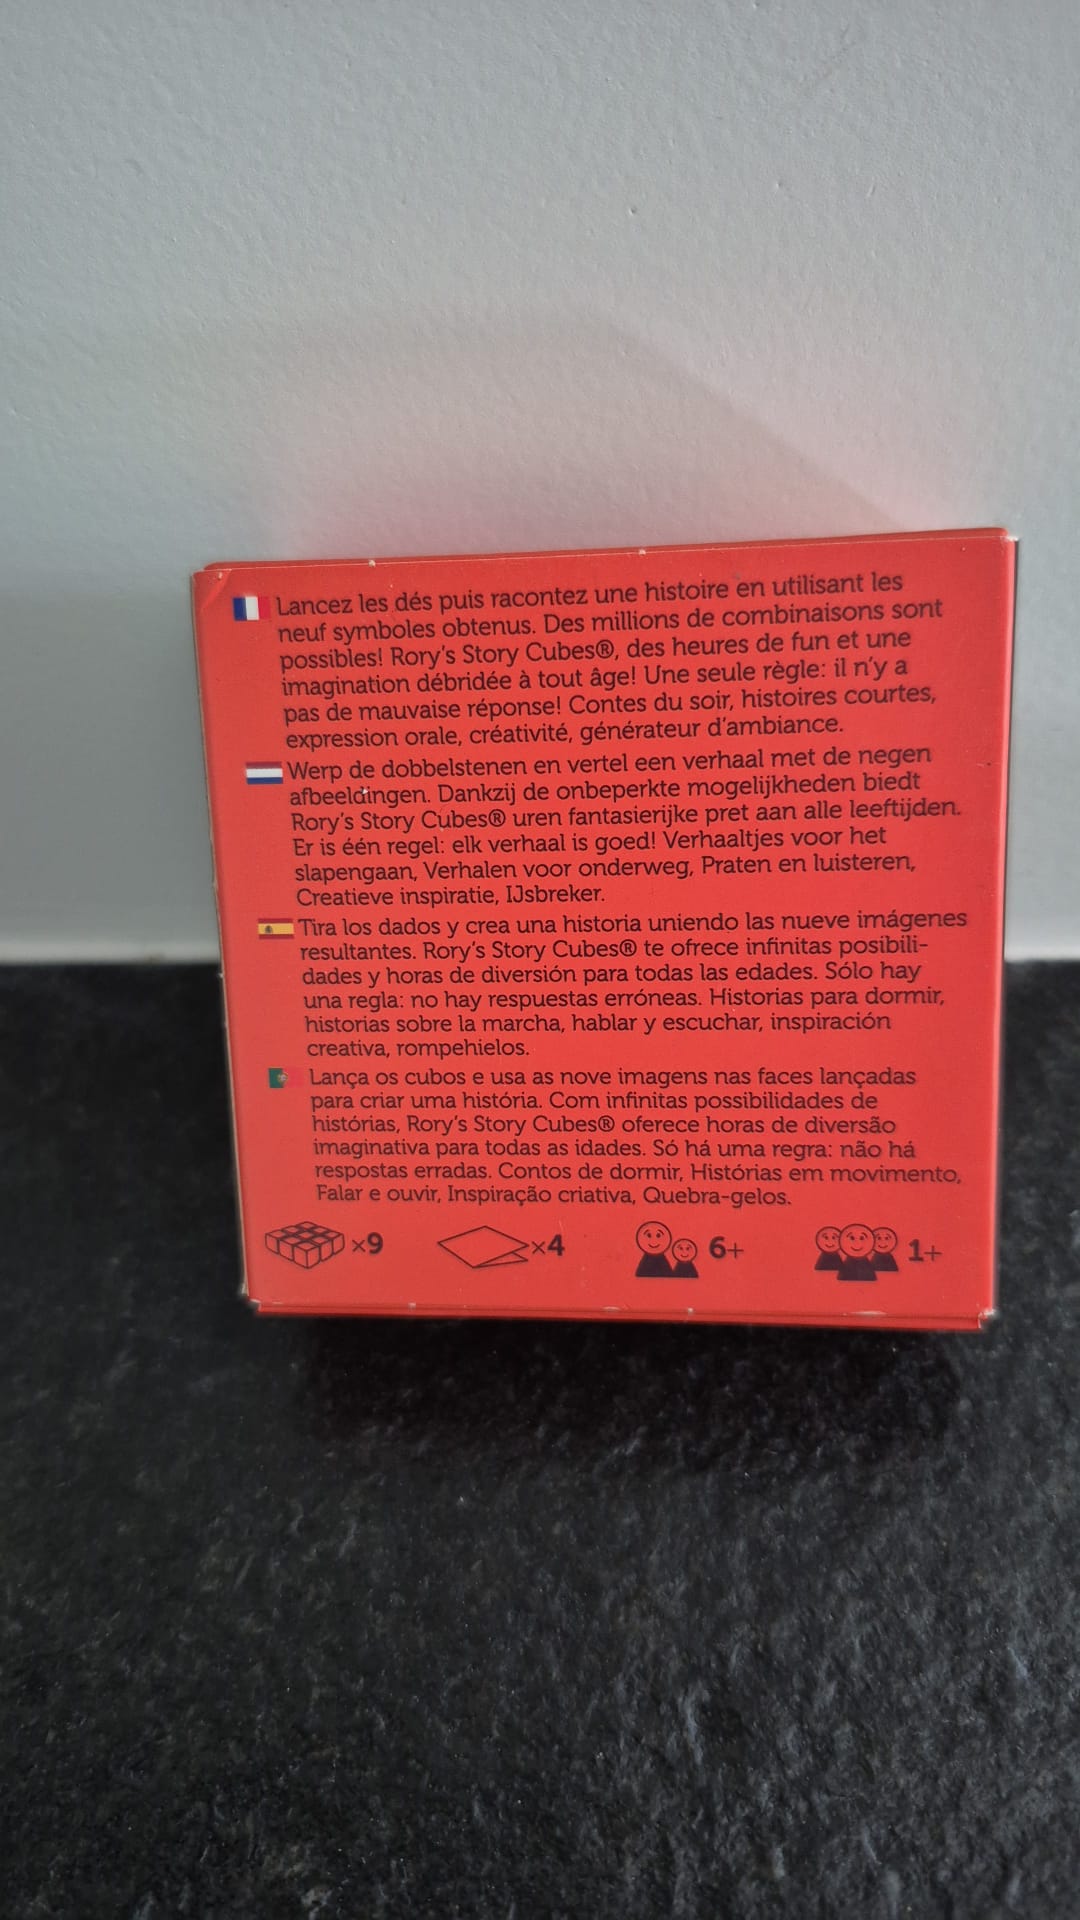 Lancez les dés puis racontez une histoire en utilisant les
neuf symboles obtenus. Des millions de combinaisons sont
possibles! Rory's Story Cubes®, des heures de fun et une
imagination débridée à tout âge! Une seule règle: il n'y a
pas de mauvaise réponse! Contes du soir, histoires courtes,
expression orale, créativité, générateur d'ambiance.
Werp de dobbelstenen en vertel een verhaal met de negen
afbeeldingen. Dankzij de onbeperkte mogelijkheden biedt
Rory's Story Cubes® uren fantasierijke pret aan alle leeftijden.
Er is één regel: elk verhaal is goed! Verhaaltjes voor het
slapengaan, Verhalen voor onderweg, Praten en luisteren,
Creatieve inspiratie, IJsbreker.
Tira los dados y crea una historia uniendo las nueve imágenes
resultantes. Rory's Story Cubes® te ofrece infinitas posibili-
dades y horas de diversión para todas las edades. Sólo hay
una regla: no hay respuestas erróneas. Historias para dormir,
historias sobre la marcha, hablar y escuchar, inspiración
creativa, rompehielos.
Lança os cubos e usa as nove imagens nas faces lançadas
para criar uma história. Com infinitas possibilidades de
histórias, Rory's Story Cubes® oferece horas de diversão
imaginativa para todas as idades. Só há uma regra: não há
respostas erradas. Contos de dormir, Histórias em movimento,
Falar e ouvir, Inspiração criativa, Quebra-gelos.
x9 x4 6+ 1+